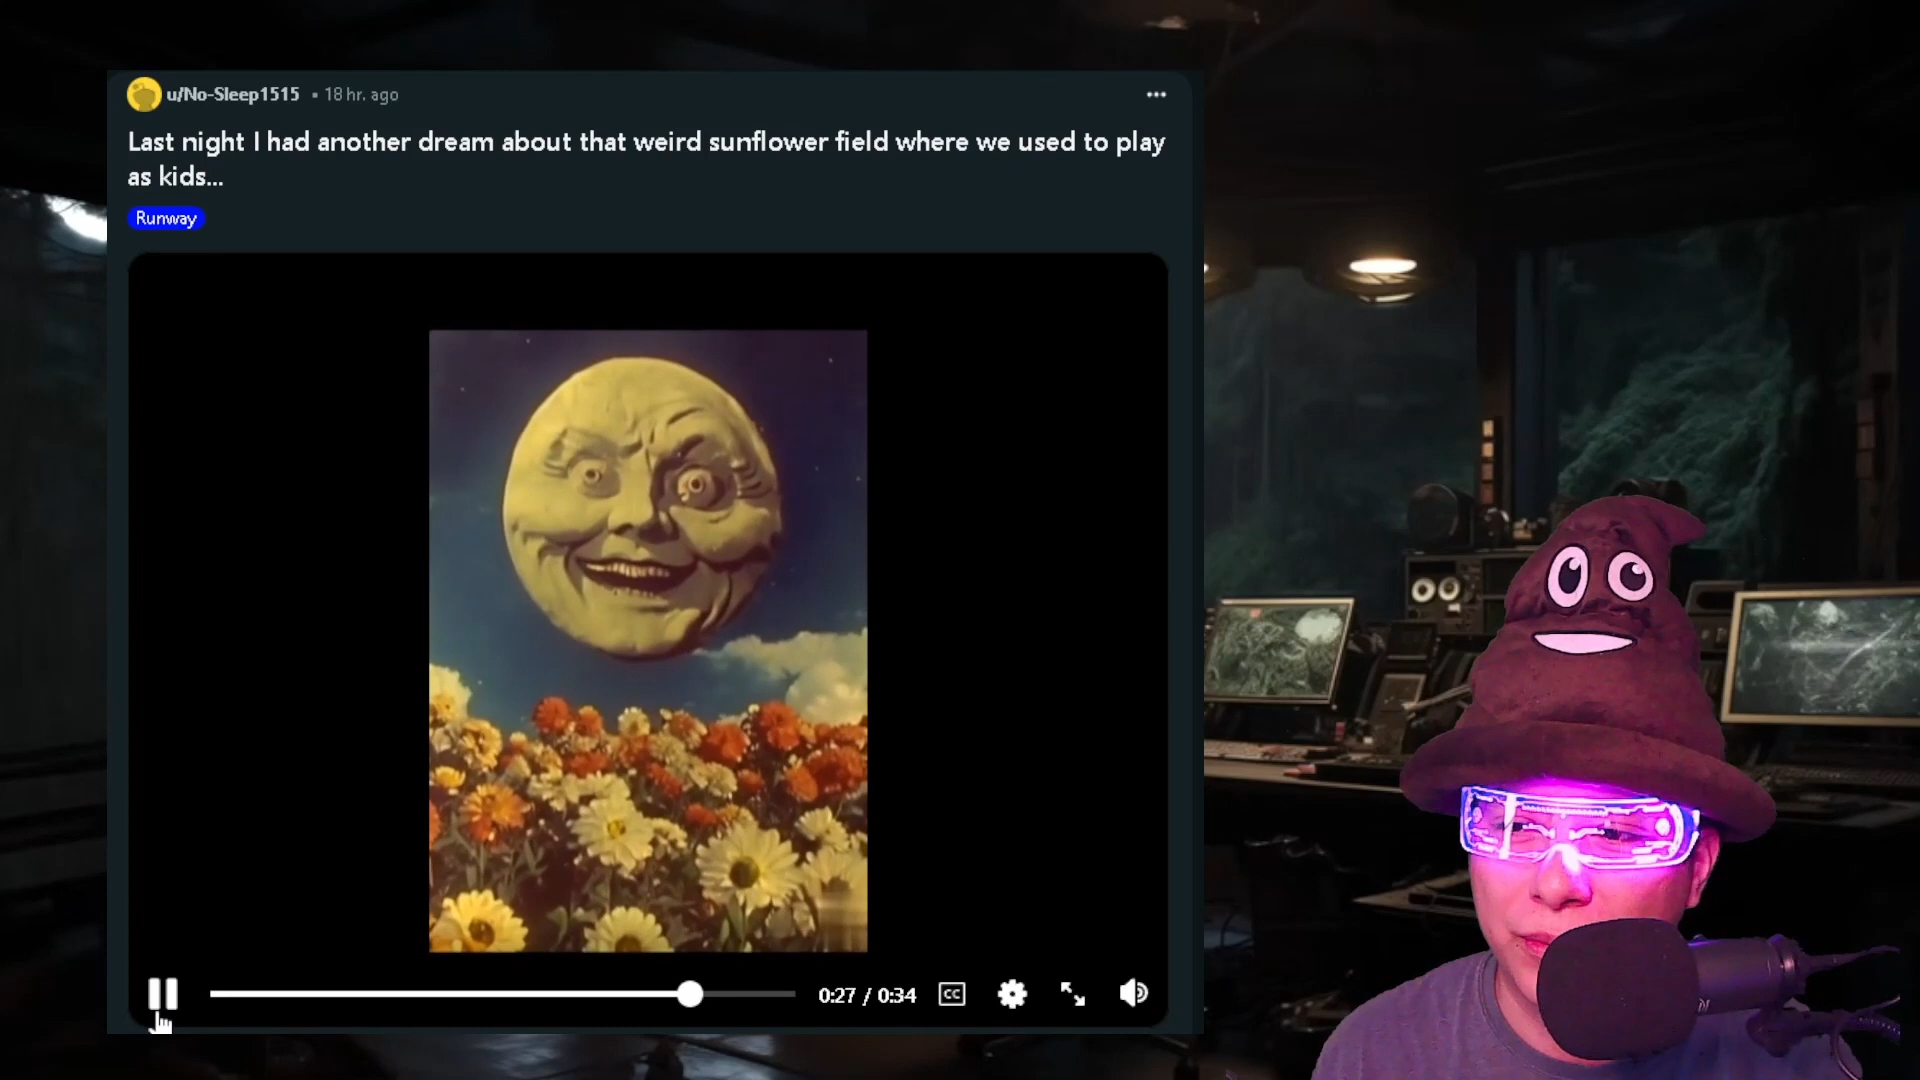 u/No-Sleep1515 • 18 hr. ago
Last night I had another dream about that weird sunflower field where we used to play
as kids...
Runway
0:27 / 0:34
CC